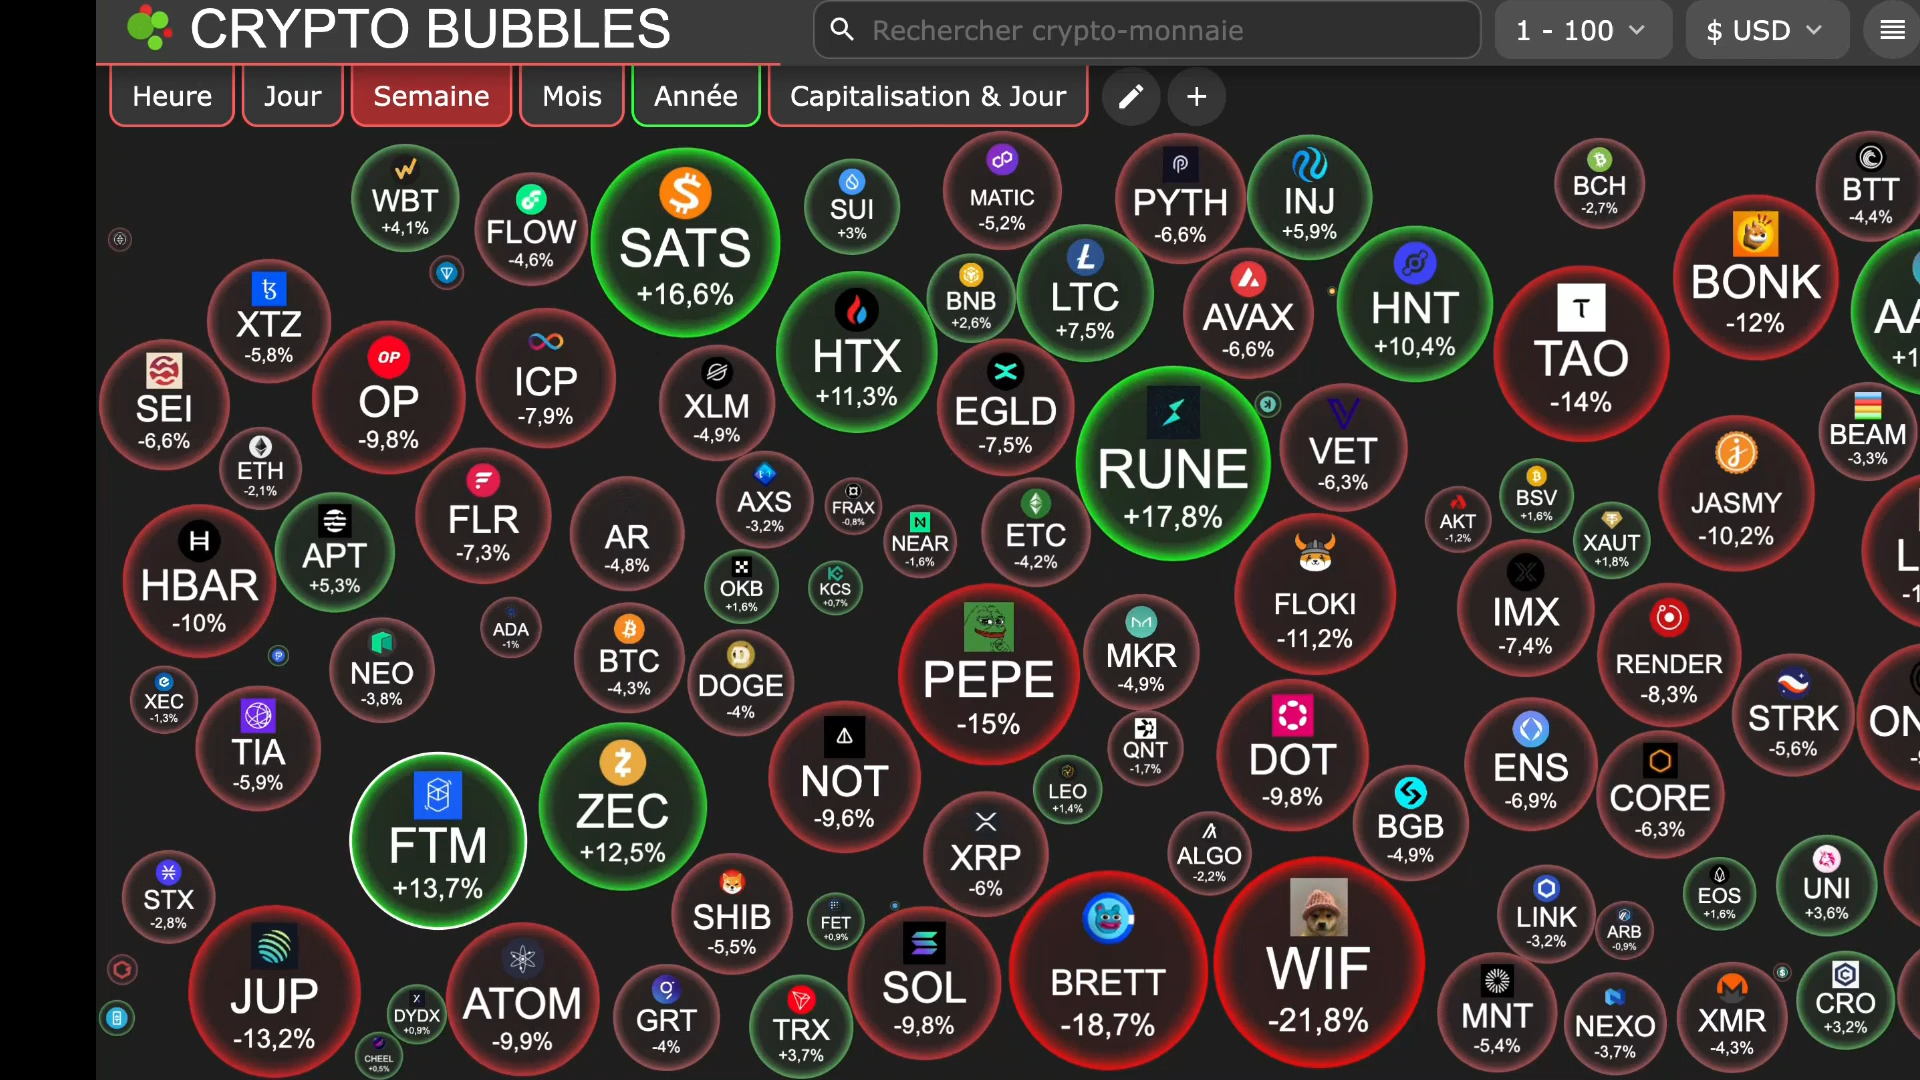 CRYPTO BUBBLES
Rechercher crypto-monnaie
1 - 100
$ USD
Heure
Jour
Semaine
Mois
Année
Capitalisation & Jour
WBT
+4,1%
FLOW
-4,6%
SATS
+16,6%
SUI
+3%
MATIC
-5,2%
PYTH
-6,6%
INJ
+5,9%
BCH
-2,7%
BTT
-4,4%
XTZ
-5,8%
HTX
+11,3%
BNB
+2,6%
LTC
+7,5%
AVAX
-6,6%
HNT
+10,4%
TAO
-14%
BONK
-12%
SEI
-6,6%
OP
-9,8%
ICP
-7,9%
XLM
-4,9%
EGLD
-7,5%
RUNE
+17,8%
VET
-6,3%
BEAM
-3,3%
ETH
-2,1%
FLR
-7,3%
AXS
-3,2%
FRAX
-0,8%
NEAR
-1,6%
ETC
-4,2%
AKT
-1,2%
BSV
+1,6%
XAUT
+1,8%
JASMY
-10,2%
HBAR
-10%
APT
+5,3%
AR
-4,8%
OKB
+1,6%
KCS
+0,7%
FLOKI
-11,2%
IMX
-7,4%
ADA
-1%
NEO
-3,8%
BTC
-4,3%
DOGE
-4%
PEPE
-15%
MKR
-4,9%
RENDER
-8,3%
XEC
-1,3%
TIA
-5,9%
NOT
-9,6%
QNT
-1,7%
DOT
-9,8%
ENS
-6,9%
STRK
-5,6%
FTM
+13,7%
ZEC
+12,5%
LEO
+1,4%
BGB
-4,9%
CORE
-6,3%
XRP
-6%
ALGO
-2,2%
STX
-2,8%
SHIB
-5,5%
FET
+0,9%
LINK
-3,2%
ARB
-0,9%
EOS
+1,6%
UNI
+3,6%
JUP
-13,2%
DYDX
+0,9%
ATOM
-9,9%
GRT
-4%
TRX
+3,7%
SOL
-9,8%
BRETT
-18,7%
WIF
-21,8%
MNT
-5,4%
NEXO
-3,7%
XMR
-4,3%
CRO
+3,2%
CHEEL
+0,5%